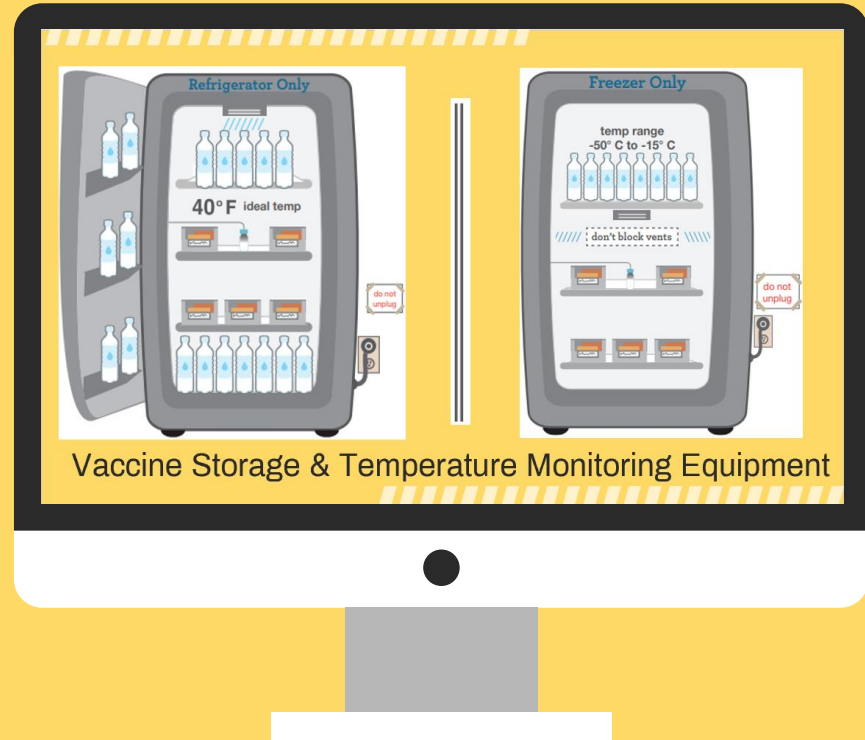 Refrigerator Only
40° F ideal temp
do not
unplug
Freezer Only
temp range
-50° C to -15° C
don't block vents
do not
unplug
Vaccine Storage & Temperature Monitoring Equipment